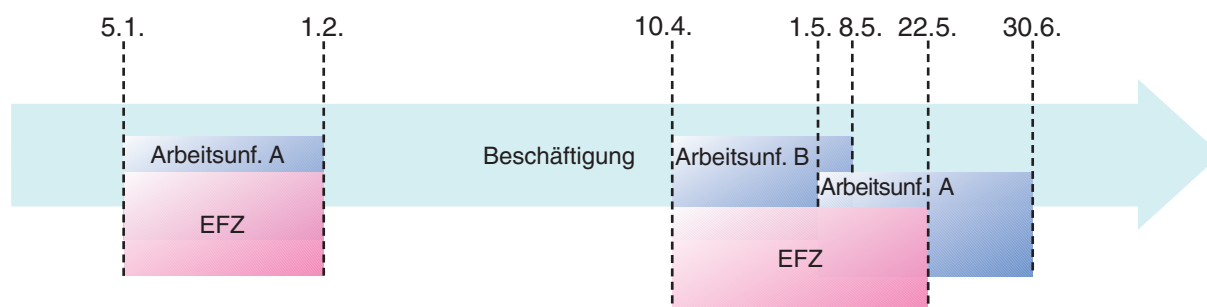 5.1. 1.2. 10.4. 1.5. 8.5. 22.5. 30.6.
Arbeitsunf. A Beschäftigung Arbeitsunf. B
Arbeitsunf. A
EFZ EFZ